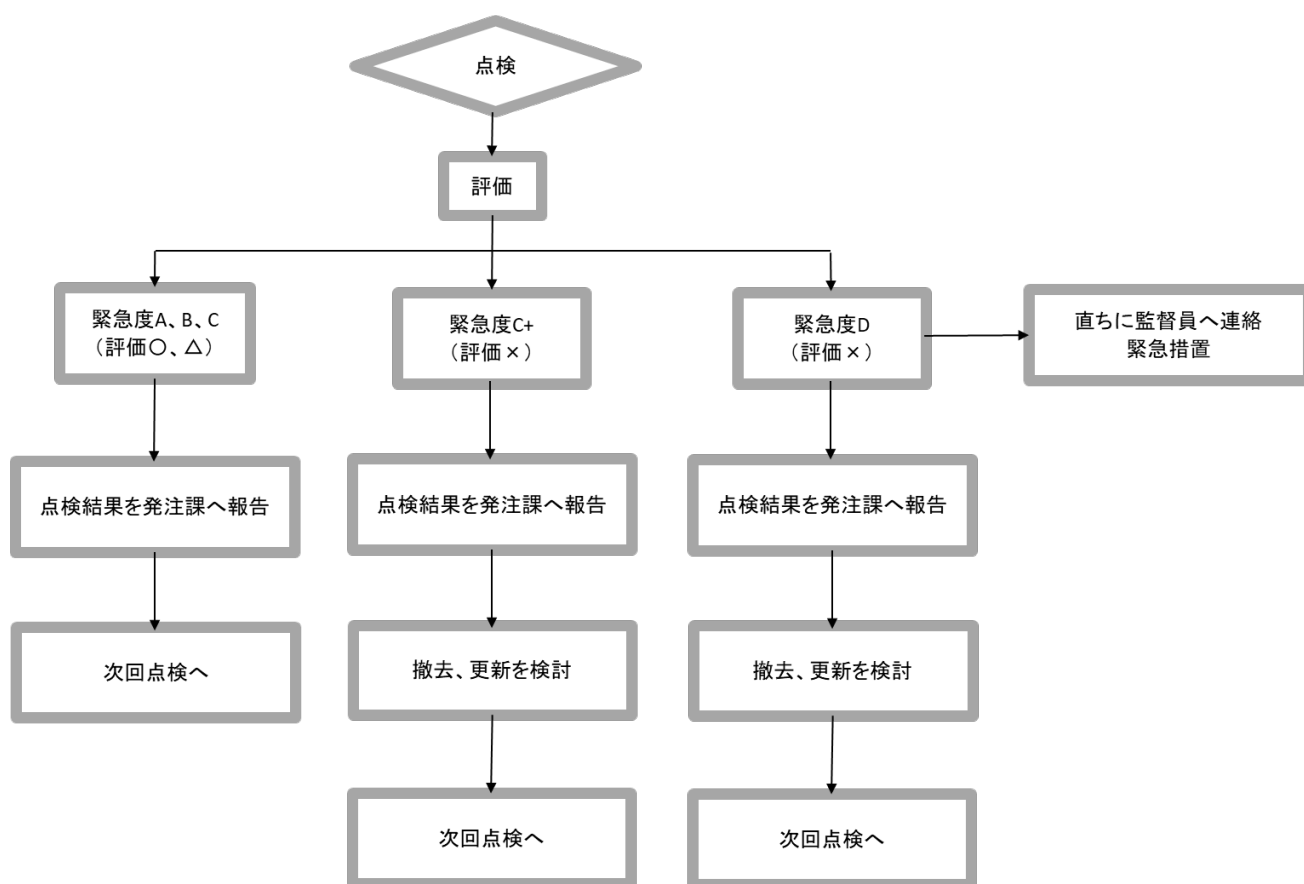 点検
評価
緊急度A、B、C
（評価〇、△）
緊急度C+
（評価×）
緊急度D
（評価×）
直ちに監督員へ連絡
緊急措置
点検結果を発注課へ報告
点検結果を発注課へ報告
点検結果を発注課へ報告
次回点検へ
撤去、更新を検討
撤去、更新を検討
次回点検へ
次回点検へ